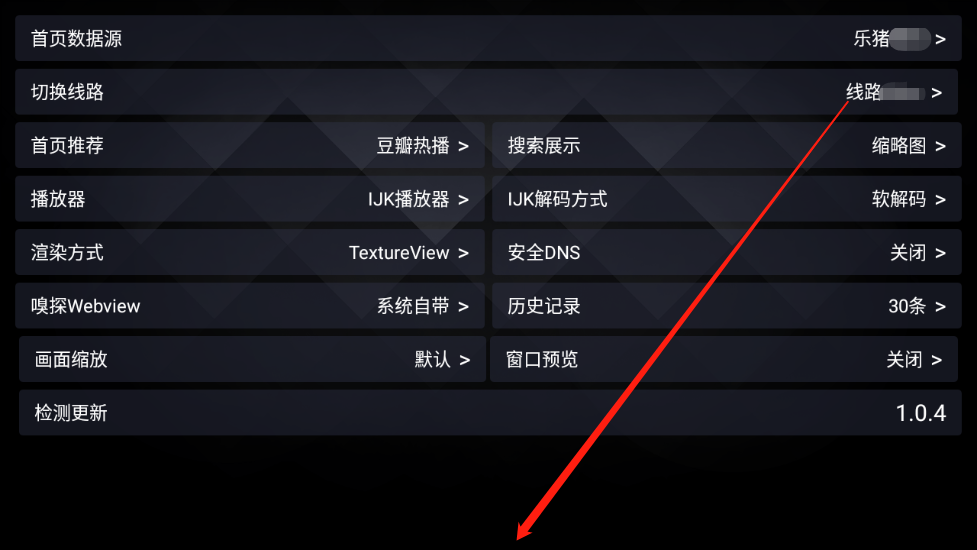 首页数据源 乐猪 >
切换线路 线路 >
首页推荐 豆瓣热播 > 搜索展示 缩略图 >
播放器 IJK播放器 > IJK解码方式 软解码 >
渲染方式 TextureView > 安全DNS 关闭 >
嗅探Webview 系统自带 > 历史记录 30条 >
画面缩放 默认 > 窗口预览 关闭 >
检测更新 1.0.4